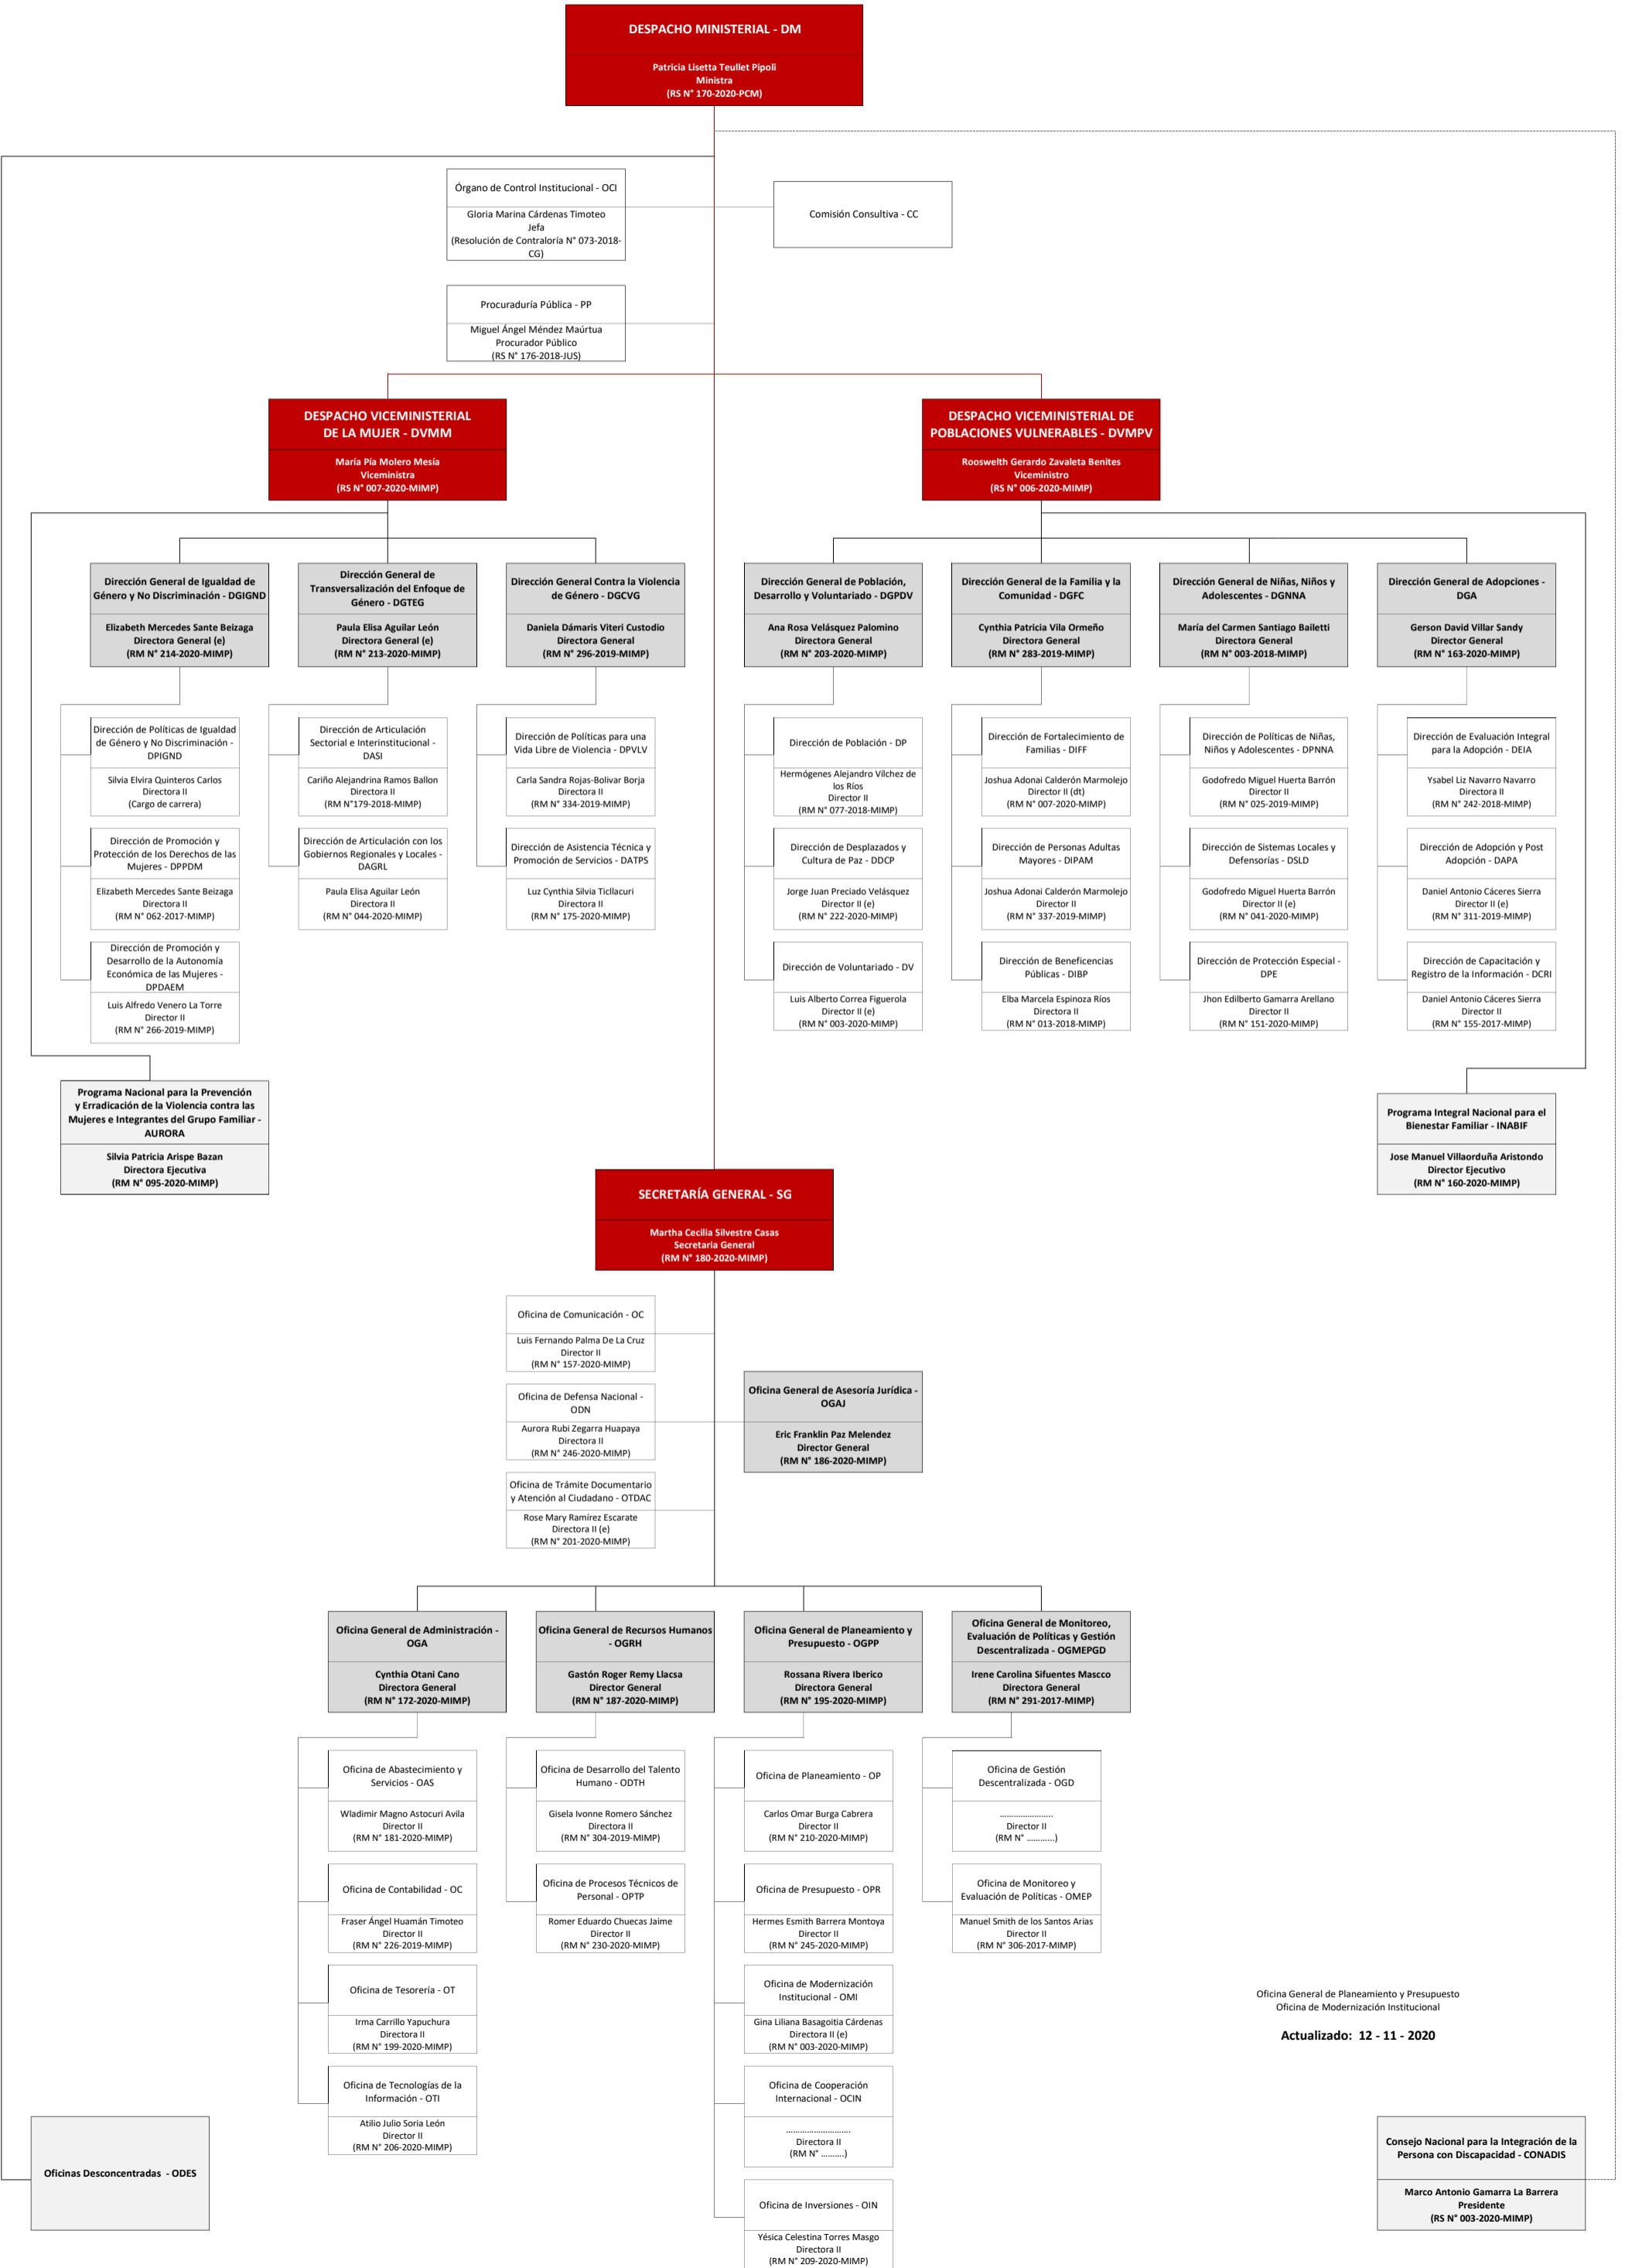 DESPACHO MINISTERIAL - DM
Patricia Lisetta Teullet Pipoli
Ministra
(RS N° 170-2020-PCM)
Órgano de Control Institucional - OCI
Gloria Marina Cárdenas Timoteo
Jefa
(Resolución de Contraloría N° 073-2018-
CG)
Comisión Consultiva - CC
Procuraduría Pública - PP
Miguel Ángel Méndez Maúrtua
Procurador Público
(RS N° 176-2018-JUS)
DESPACHO VICEMINISTERIAL
DE LA MUJER - DVMM
María Pía Molero Mesía
Viceministra
(RS N° 007-2020-MIMP)
DESPACHO VICEMINISTERIAL DE
POBLACIONES VULNERABLES - DVMPV
Rooswelth Gerardo Zavaleta Benites
Viceministro
(RS N° 006-2020-MIMP)
Dirección General de Igualdad de
Género y No Discriminación - DGIGND
Elizabeth Mercedes Sante Beizaga
Directora General (e)
(RM N° 214-2020-MIMP)
Dirección General de
Transversalización del Enfoque de
Género - DGTEG
Paula Elisa Aguilar León
Directora General (e)
(RM N° 213-2020-MIMP)
Dirección General Contra la Violencia
de Género - DGCVG
Daniela Dámaris Viteri Custodio
Directora General
(RM N° 296-2019-MIMP)
Dirección General de Población,
Desarrollo y Voluntariado - DGPDV
Ana Rosa Velásquez Palomino
Directora General
(RM N° 203-2020-MIMP)
Dirección General de la Familia y la
Comunidad - DGFC
Cynthia Patricia Vila Ormeño
Directora General
(RM N° 283-2019-MIMP)
Dirección General de Niñas, Niños y
Adolescentes - DGNNA
María del Carmen Santiago Bailetti
Directora General
(RM N° 003-2018-MIMP)
Dirección General de Adopciones -
DGA
Gerson David Villar Sandy
Director General
(RM N° 163-2020-MIMP)
Dirección de Políticas de Igualdad
de Género y No Discriminación -
DPIGND
Silvia Elvira Quinteros Carlos
Directora II
(Cargo de carrera)
Dirección de Articulación
Sectorial e Interinstitucional -
DASI
Cariño Alejandrina Ramos Ballon
Directora II
(RM N°179-2018-MIMP)
Dirección de Políticas para una
Vida Libre de Violencia - DPVLV
Carla Sandra Rojas-Bolivar Borja
Directora II
(RM N° 334-2019-MIMP)
Dirección de Población - DP
Hermógenes Alejandro Vílchez de
los Ríos
Director II
(RM N° 077-2018-MIMP)
Dirección de Fortalecimiento de
Familias - DIFF
Joshua Adonai Calderón Marmolejo
Director II (dt)
(RM N° 007-2020-MIMP)
Dirección de Políticas de Niñas,
Niños y Adolescentes - DPNNA
Godofredo Miguel Huerta Barrón
Director II
(RM N° 025-2019-MIMP)
Dirección de Evaluación Integral
para la Adopción - DEIA
Ysabel Liz Navarro Navarro
Directora II
(RM N° 242-2018-MIMP)
Dirección de Promoción y
Protección de los Derechos de las
Mujeres - DPPDM
Elizabeth Mercedes Sante Beizaga
Directora II
(RM N° 062-2017-MIMP)
Dirección de Articulación con los
Gobiernos Regionales y Locales -
DAGRL
Paula Elisa Aguilar León
Directora II
(RM N° 044-2020-MIMP)
Dirección de Asistencia Técnica y
Promoción de Servicios - DATPS
Luz Cynthia Silvia Ticllacuri
Directora II
(RM N° 175-2020-MIMP)
Dirección de Desplazados y
Cultura de Paz - DDCP
Jorge Juan Preciado Velásquez
Director II (e)
(RM N° 222-2020-MIMP)
Dirección de Personas Adultas
Mayores - DIPAM
Joshua Adonai Calderón Marmolejo
Director II
(RM N° 337-2019-MIMP)
Dirección de Sistemas Locales y
Defensorías - DSLD
Godofredo Miguel Huerta Barrón
Director II (e)
(RM N° 041-2020-MIMP)
Dirección de Adopción y Post
Adopción - DAPA
Daniel Antonio Cáceres Sierra
Director II (e)
(RM N° 311-2019-MIMP)
Dirección de Promoción y
Desarrollo de la Autonomía
Económica de las Mujeres -
DPDAEM
Luis Alfredo Venero La Torre
Director II
(RM N° 266-2019-MIMP)
Dirección de Voluntariado - DV
Luis Alberto Correa Figuerola
Director II (e)
(RM N° 003-2020-MIMP)
Dirección de Beneficencias
Públicas - DIBP
Elba Marcela Espinoza Ríos
Directora II
(RM N° 013-2018-MIMP)
Dirección de Protección Especial -
DPE
Jhon Edilberto Gamarra Arellano
Director II
(RM N° 151-2020-MIMP)
Dirección de Capacitación y
Registro de la Información - DCRI
Daniel Antonio Cáceres Sierra
Director II
(RM N° 155-2017-MIMP)
Programa Nacional para la Prevención
y Erradicación de la Violencia contra las
Mujeres e Integrantes del Grupo Familiar -
AURORA
Silvia Patricia Arispe Bazan
Directora Ejecutiva
(RM N° 095-2020-MIMP)
Programa Integral Nacional para el
Bienestar Familiar - INABIF
Jose Manuel Villaorduña Aristondo
Director Ejecutivo
(RM N° 160-2020-MIMP)
SECRETARÍA GENERAL - SG
Martha Cecilia Silvestre Casas
Secretaria General
(RM N° 180-2020-MIMP)
Oficina de Comunicación - OC
Luis Fernando Palma De La Cruz
Director II
(RM N° 157-2020-MIMP)
Oficina de Defensa Nacional -
ODN
Aurora Rubi Zegarra Huapaya
Directora II
(RM N° 246-2020-MIMP)
Oficina General de Asesoría Jurídica -
OGAJ
Eric Franklin Paz Melendez
Director General
(RM N° 186-2020-MIMP)
Oficina de Trámite Documentario
y Atención al Ciudadano - OTDAC
Rose Mary Ramírez Escarate
Directora II (e)
(RM N° 201-2020-MIMP)
Oficina General de Administración -
OGA
Cynthia Otani Cano
Directora General
(RM N° 172-2020-MIMP)
Oficina General de Recursos Humanos
- OGRH
Gastón Roger Remy Llacsa
Director General
(RM N° 187-2020-MIMP)
Oficina General de Planeamiento y
Presupuesto - OGPP
Rossana Rivera Iberico
Directora General
(RM N° 195-2020-MIMP)
Oficina General de Monitoreo,
Evaluación de Políticas y Gestión
Descentralizada - OGMEPGD
Irene Carolina Sifuentes Mascco
Directora General
(RM N° 291-2017-MIMP)
Oficina de Abastecimiento y
Servicios - OAS
Wladimir Magno Astocuri Avila
Director II
(RM N° 181-2020-MIMP)
Oficina de Desarrollo del Talento
Humano - ODTH
Gisela Ivonne Romero Sánchez
Directora II
(RM N° 304-2019-MIMP)
Oficina de Planeamiento - OP
Carlos Omar Burga Cabrera
Director II
(RM N° 210-2020-MIMP)
Oficina de Gestión
Descentralizada - OGD
.....................
Director II
(RM N° ...........)
Oficina de Contabilidad - OC
Fraser Ángel Huamán Timoteo
Director II
(RM N° 226-2019-MIMP)
Oficina de Procesos Técnicos de
Personal - OPTP
Romer Eduardo Chuecas Jaime
Director II
(RM N° 230-2020-MIMP)
Oficina de Presupuesto - OPR
Hermes Esmith Barrera Montoya
Director II
(RM N° 245-2020-MIMP)
Oficina de Monitoreo y
Evaluación de Políticas - OMEP
Manuel Smith de los Santos Arias
Director II
(RM N° 306-2017-MIMP)
Oficina de Tesorería - OT
Irma Carrillo Yapuchura
Directora II
(RM N° 199-2020-MIMP)
Oficina de Modernización
Institucional - OMI
Gina Liliana Basagoitia Cárdenas
Directora II (e)
(RM N° 003-2020-MIMP)
Oficina General de Planeamiento y Presupuesto
Oficina de Modernización Institucional
Actualizado: 12 - 11 - 2020
Oficina de Tecnologías de la
Información - OTI
Atilio Julio Soria León
Director II
(RM N° 206-2020-MIMP)
Oficina de Cooperación
Internacional - OCIN
.........................
Directora II
(RM N° ..........)
Oficinas Desconcentradas - ODES
Consejo Nacional para la Integración de la
Persona con Discapacidad - CONADIS
Marco Antonio Gamarra La Barrera
Presidente
(RS N° 003-2020-MIMP)
Oficina de Inversiones - OIN
Yésica Celestina Torres Masgo
Directora II
(RM N° 209-2020-MIMP)